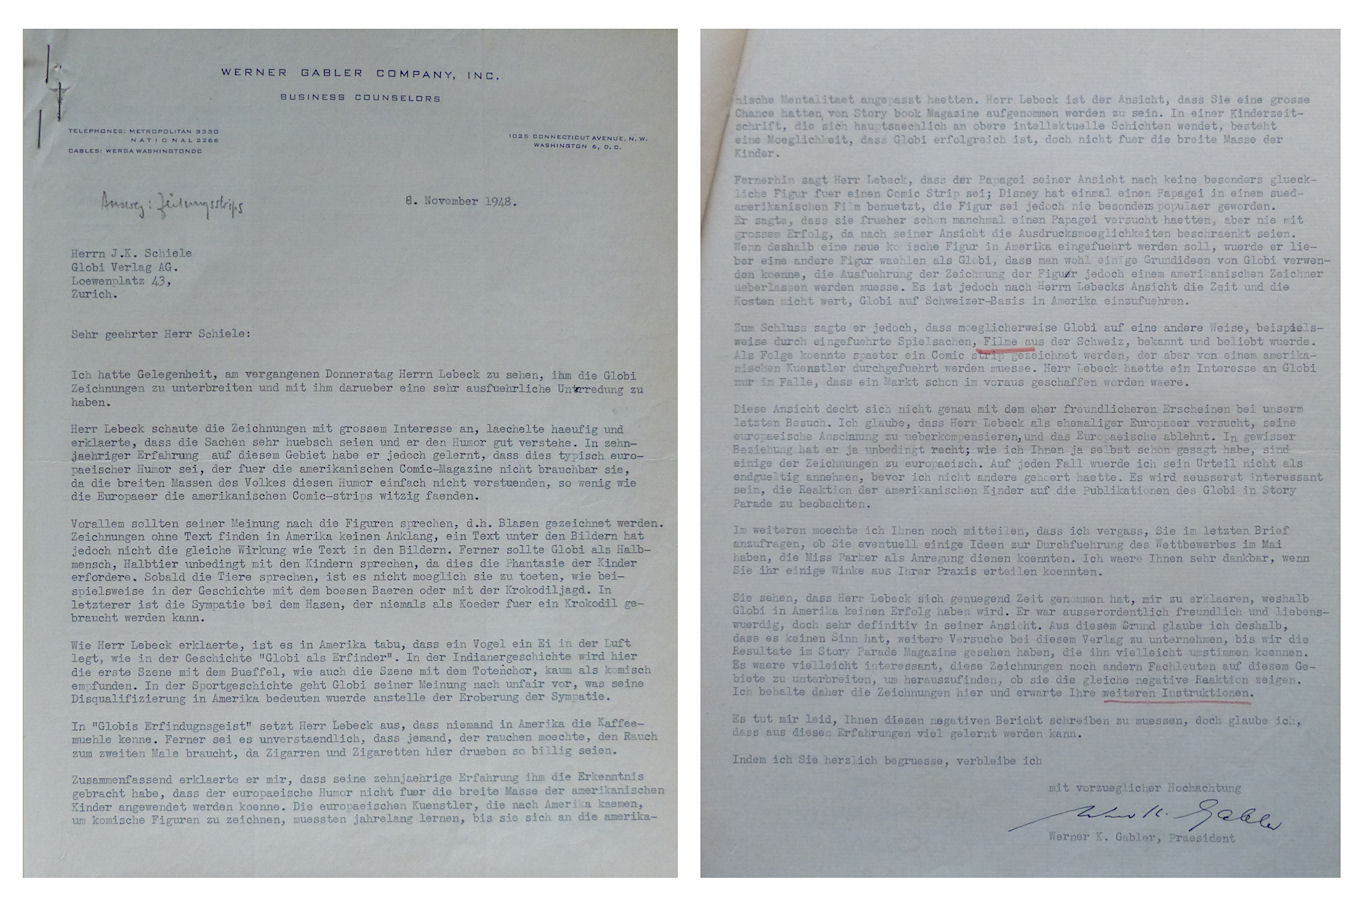 WERNER GABLER COMPANY, INC.
BUSINESS COUNSELORS
TELEPHONES: METROPOLITAN 3330
NATIONAL 2266
CABLES: WERGA WASHINGTONDC
1025 CONNECTICUT AVENUE, N. W.
WASHINGTON 6, D. C.
Ausweg: Zeitungsstrips
8. November 1948.
Herrn J.K. Schiele
Globi Verlag AG.
Loewenplatz 43,
Zurich.
Sehr geehrter Herr Schiele:
Ich hatte Gelegenheit, am vergangenen Donnerstag Herrn Lebeck zu sehen, ihm die Globi
Zeichnungen zu unterbreiten und mit ihm darueber eine sehr ausfuehrliche Unterredung zu
haben.
Herr Lebeck schaute die Zeichnungen mit grossem Interesse an, laechelte haeufig und
erklaerte, dass die Sachen sehr huebsch seien und er den Humor gut verstehe. In zehn-
jaehriger Erfahrung auf diesem Gebiet habe er jedoch gelernt, dass dies typisch euro-
paeischer Humor sei, der fuer die amerikanischen Comic-Magazine nicht brauchbar sie,
da die breiten Massen des Volkes diesen Humor einfach nicht verstuenden, so wenig wie
die Europaeer die amerikanischen Comic-strips witzig faenden.
Vorallem sollten seiner Meinung nach die Figuren sprechen, d.h. Blasen gezeichnet werden.
Zeichnungen ohne Text finden in Amerika keinen Anklang, ein Text unter den Bildern hat
jedoch nicht die gleiche Wirkung wie Text in den Bildern. Ferner sollte Globi als Halb-
mensch, Halbtier unbedingt mit den Kindern sprechen, da dies die Phantasie der Kinder
erfordere. Sobald die Tiere sprechen, ist es nicht moeglich sie zu toeten, wie bei-
spielsweise in der Geschichte mit dem boesen Baeren oder mit der Krokodiljagd. In
letzterer ist die Sympatie bei dem Hasen, der niemals als Koeder fuer ein Krokodil ge-
braucht werden kann.
Wie Herr Lebeck erklaerte, ist es in Amerika tabu, dass ein Vogel ein Ei in der Luft
legt, wie in der Geschichte "Globi als Erfinder". In der Indianergeschichte wird hier
die erste Szene mit dem Bueffel, wie auch die Szene mit dem Totenchor, kaum als komisch
empfunden. In der Sportgeschichte geht Globi seiner Meinung nach unfair vor, was seine
Disqualifizierung in Amerika bedeuten wuerde anstelle der Eroberung der Sympatie.
In "Globis Erfindugnsgeist" setzt Herr Lebeck aus, dass niemand in Amerika die Kaffee-
muehle kenne. Ferner sei es unverstaendlich, dass jemand, der rauchen moechte, den Rauch
zum zweiten Male braucht, da Zigarren und Zigaretten hier drueben so billig seien.
Zusammenfassend erklaerte er mir, dass seine zehnjaehrige Erfahrung ihm die Erkenntnis
gebracht habe, dass der europaeische Humor nicht fuer die breite Masse der amerikanischen
Kinder angewendet werden koenne. Die europaeischen Kuenstler, die nach Amerika kaemen,
um komische Figuren zu zeichnen, muessten jahrelang lernen, bis sie sich an die amerika-
nische Mentalitaet angepasst haetten. Herr Lebeck ist der Ansicht, dass Sie eine grosse
Chance hatten, von Story book Magazine aufgenommen worden zu sein. In einer Kinderzeit-
schrift, die sich hauptsaechlich an obere intellektuelle Schichten wendet, besteht
eine Moeglichkeit, dass Globi erfolgreich ist, doch nicht fuer die breite Masse der
Kinder.
Fernerhin sagt Herr Lebeck, dass der Papagei seiner Ansicht nach keine besonders glueck-
liche Figur fuer einen Comic Strip sei; Disney hat einmal einen Papagei in einem sued-
amerikanischen Film benuetzt, die Figur sei jedoch nie besonders populaer geworden.
Er sagte, dass sie frueher schon manchmal einen Papagei versucht haetten, aber nie mit
grossem Erfolg, da nach seiner Ansicht die Ausdrucksmoeglichkeiten beschraenkt seien.
Wenn deshalb eine neue komische Figur in Amerika eingefuehrt werden soll, wuerde er lie-
ber eine andere Figur waehlen als Globi, dass man wohl einige Grundideen von Globi verwen-
den koenne, die Ausfuehrung der Zeichnung der Figur jedoch einem amerikanischen Zeichner
ueberlassen werden muesse. Es ist jedoch nach Herrn Lebecks Ansicht die Zeit und die
Kosten nicht wert, Globi auf Schweizer-Basis in Amerika einzufuehren.
Zum Schluss sagte er jedoch, dass moeglicherweise Globi auf eine andere Weise, beispiels-
weise durch eingefuehrte Spielsachen, Filme aus der Schweiz, bekannt und beliebt wuerde.
Als Folge koennte spaeter ein Comic strip gezeichnet werden, der aber von einem amerika-
nischen Kuenstler durchgefuehrt werden muesse. Herr Lebeck haette ein Interesse an Globi
nur im Falle, dass ein Markt schon im voraus geschaffen worden waere.
Diese Ansicht deckt sich nicht genau mit dem eher freundlicheren Erscheinen bei unserm
letzten Besuch. Ich glaube, dass Herr Lebeck als ehemaliger Europaeer versucht, seine
europaeische Anschauung zu ueberkompensieren, und das Europaeische ablehnt. In gewisser
Beziehung hat er ja unbedingt recht; wie ich Ihnen ja selbst schon gesagt habe, sind
einige der Zeichnungen zu europaeisch. Auf jeden Fall wuerde ich sein Urteil nicht als
endgueltig annehmen, bevor ich nicht andere gehoert haette. Es wird aeusserst interessant
sein, die Reaktion der amerikanischen Kinder auf die Publikationen des Globi in Story
Parade zu beobachten.
Im weiteren moechte ich Ihnen noch mitteilen, dass ich vergass, Sie im letzten Brief
anzufragen, ob Sie eventuell einige Ideen zur Durchfuehrung des Wettbewerbes im Mai
haben, die Miss Parker als Anregung dienen koennten. Ich waere Ihnen sehr dankbar, wenn
Sie ihr einige Winke aus Ihrer Praxis erteilen koennten.
Sie sehen, dass Herr Lebeck sich genuegend Zeit genommen hat, mir zu erklaeren, weshalb
Globi in Amerika keinen Erfolg haben wird. Er war ausserordentlich freundlich und liebens-
wuerdig, doch sehr definitiv in seiner Ansicht. Aus diesem Grund glaube ich deshalb,
dass es keinen Sinn hat, weitere Versuche bei diesem Verlag zu unternehmen, bis wir die
Resultate im Story Parade Magazine gesehen haben, die ihn vielleicht umstimmen koennen.
Es waere vielleicht interessant, diese Zeichnungen noch andern Fachleuten auf diesem Ge-
biete zu unterbreiten, um herauszufinden, ob sie die gleiche negative Reaktion zeigen.
Ich behalte daher die Zeichnungen hier und erwarte Ihre weiteren Instruktionen.
Es tut mir leid, Ihnen diesen negativen Bericht schreiben zu muessen, doch glaube ich,
dass aus diesen Erfahrungen viel gelernt werden kann.
Indem ich Sie herzlich begruesse, verbleibe ich
mit vorzueglicher Hochachtung
Werner K. Gabler
Werner K. Gabler, Praesident